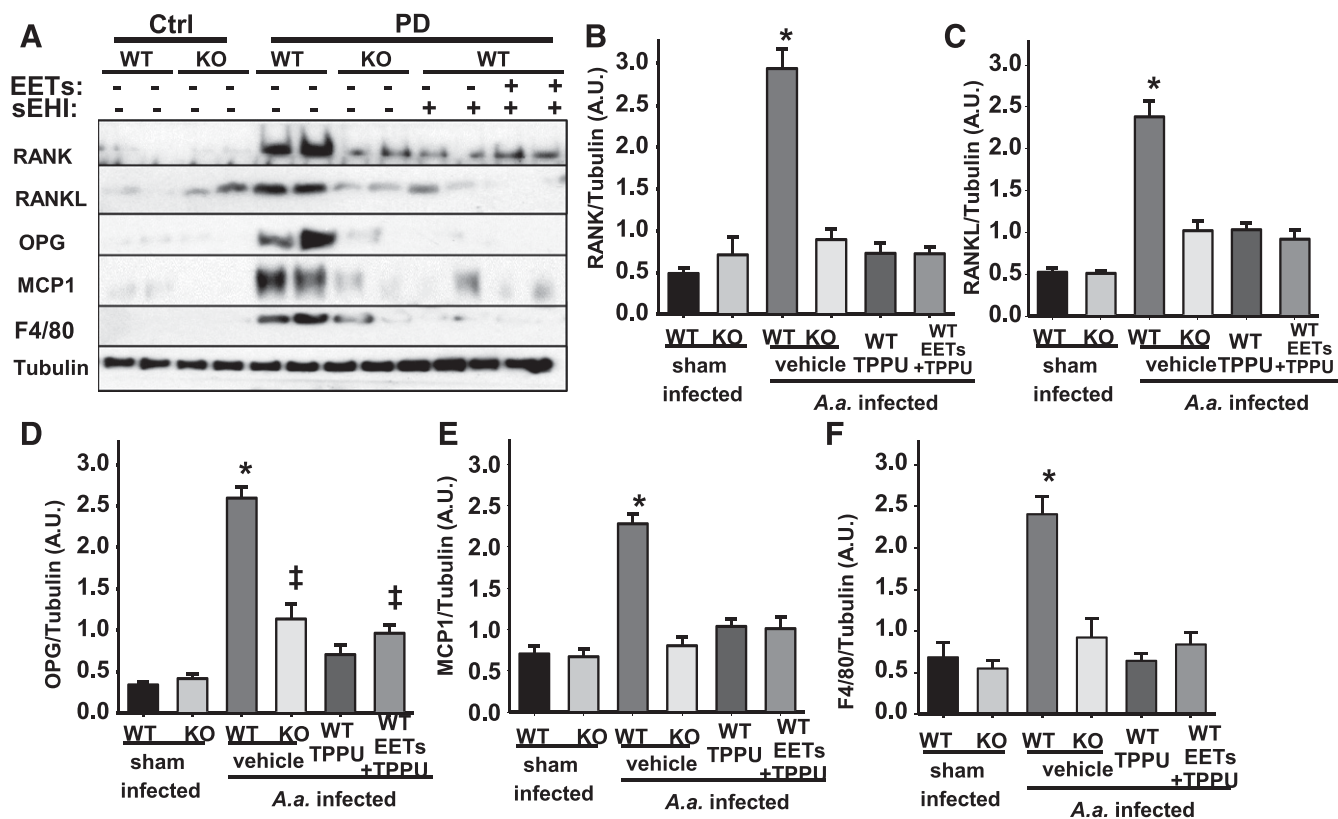 A
Ctrl PD
WT KO WT KO WT
EETs: - - - - - - - - - - + +
sEHI: - - - - - - - - + + + +
RANK
RANKL
OPG
MCP1
F4/80
Tubulin
B
RANK/Tubulin (A.U.)
3.0
2.5
2.0
1.5
1.0
0.5
0.0
*
WT KO WT KO WT WT
sham vehicle TPPU EETs
infected +TPPU
A.a. infected
C
RANKL/Tubulin (A.U.)
3.0
2.5
2.0
1.5
1.0
0.5
0.0
*
WT KO WT KO WT WT
sham vehicle TPPU EETs
infected +TPPU
A.a. infected
D
OPG/Tubulin (A.U.)
3.0
2.5
2.0
1.5
1.0
0.5
0.0
* ‡ ‡
WT KO WT KO WT WT
sham vehicle TPPU EETs
infected +TPPU
A.a. infected
E
MCP1/Tubulin (A.U.)
3.0
2.5
2.0
1.5
1.0
0.5
0.0
*
WT KO WT KO WT WT
sham vehicle TPPU EETs
infected +TPPU
A.a. infected
F
F4/80/Tubulin (A.U.)
3.0
2.5
2.0
1.5
1.0
0.5
0.0
*
WT KO WT KO WT WT
sham vehicle TPPU EETs
infected +TPPU
A.a. infected